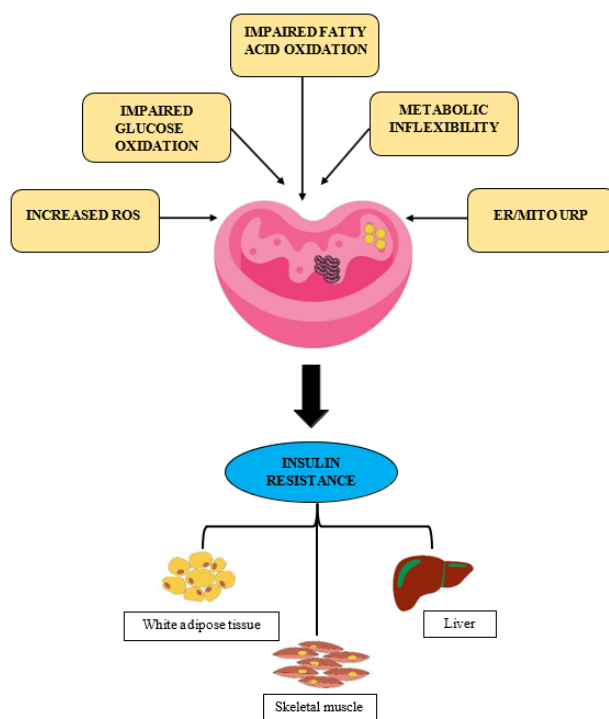 IMPAIRED FATTY
ACID OXIDATION
IMPAIRED
GLUCOSE
OXIDATION
METABOLIC
INFLEXIBILITY
INCREASED ROS
ER/MITO URP
INSULIN
RESISTANCE
White adipose tissue
Liver
Skeletal muscle